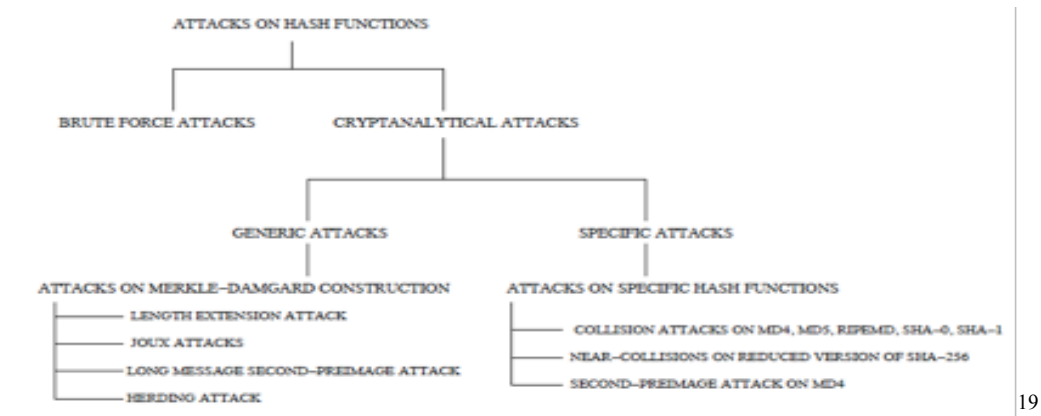 ATTACKS ON HASH FUNCTIONS
BRUTE FORCE ATTACKS CRYPTANALYTICAL ATTACKS
GENERIC ATTACKS SPECIFIC ATTACKS
ATTACKS ON MERKLE–DAMGARD CONSTRUCTION ATTACKS ON SPECIFIC HASH FUNCTIONS
LENGTH EXTENSION ATTACK
COLLISION ATTACKS ON MD4, MD5, RIPEMD, SHA–0, SHA–1
JOUX ATTACKS
NEAR–COLLISIONS ON REDUCED VERSION OF SHA–256
LONG MESSAGE SECOND–PREIMAGE ATTACK
SECOND–PREIMAGE ATTACK ON MD4
HERDING ATTACK
19